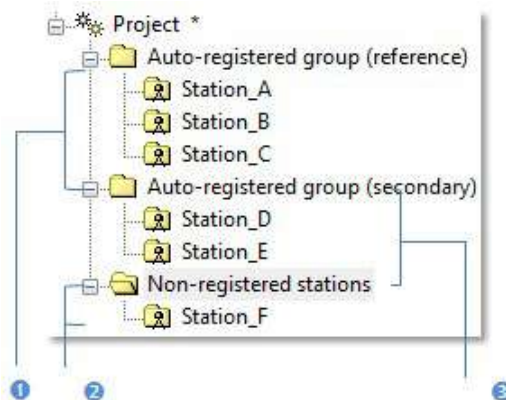 Project *
Auto-registered group (reference)
Station_A
Station_B
Station_C
Auto-registered group (secondary)
Station_D
Station_E
Non-registered stations
Station_F
1 2 3